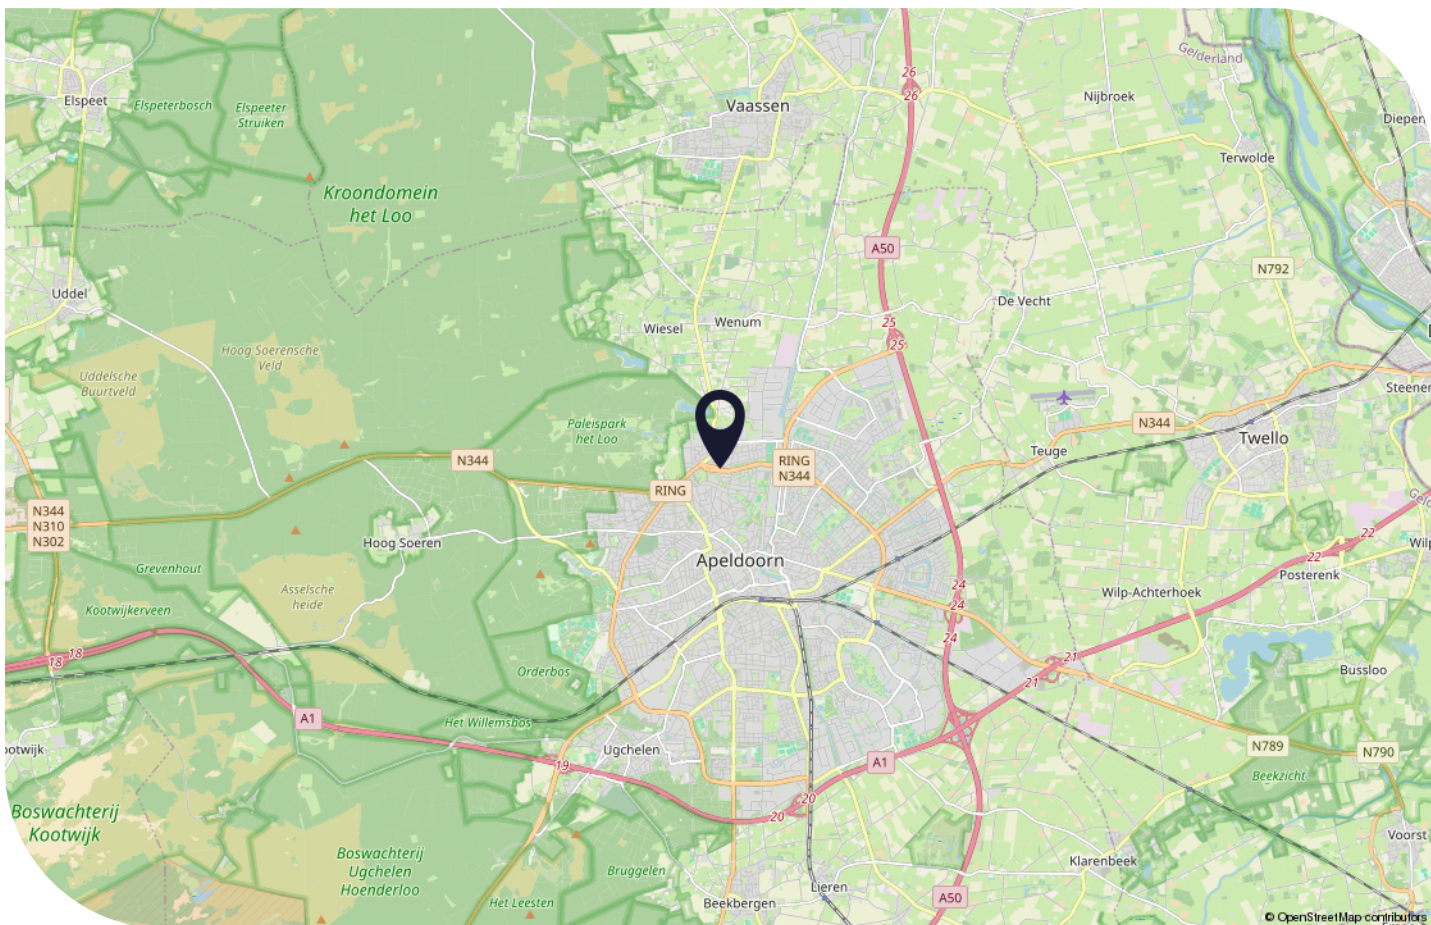 Gelderland
26
Elspeet
Elspeeterbosch
Elspeeter
Struiken
Vaassen
26
Nijbroek
Diepen
Terwolde
Kroondomein
het Loo
A50
N792
Uddel
De Vecht
Wiesel
Wenum
25
25
Hoog Soerensche
Veld
Uddelsche
Buurtveld
Steener
Paleispark
het Loo
N344
Twello
Teuge
N344
RING
N344
RING
N344
N310
N302
Hoog Soeren
22
22
Wilp
Posterenk
Apeldoorn
Grevenhout
Asselsche
heide
24
24
Wilp-Achterhoek
Kootwijkerveen
24
18
18
21
21
Bussloo
Orderbos
A1
Het Willemsbos
Ugchelen
ootwijk
N789
N790
A1
19
Beekzicht
20
20
Boswachterij
Kootwijk
Voorst
Boswachterij
Ugchelen
Hoenderloo
Klarenbeek
Bruggelen
Lieren
A50
Het Leesten
Beekbergen
© OpenStreetMap contributors